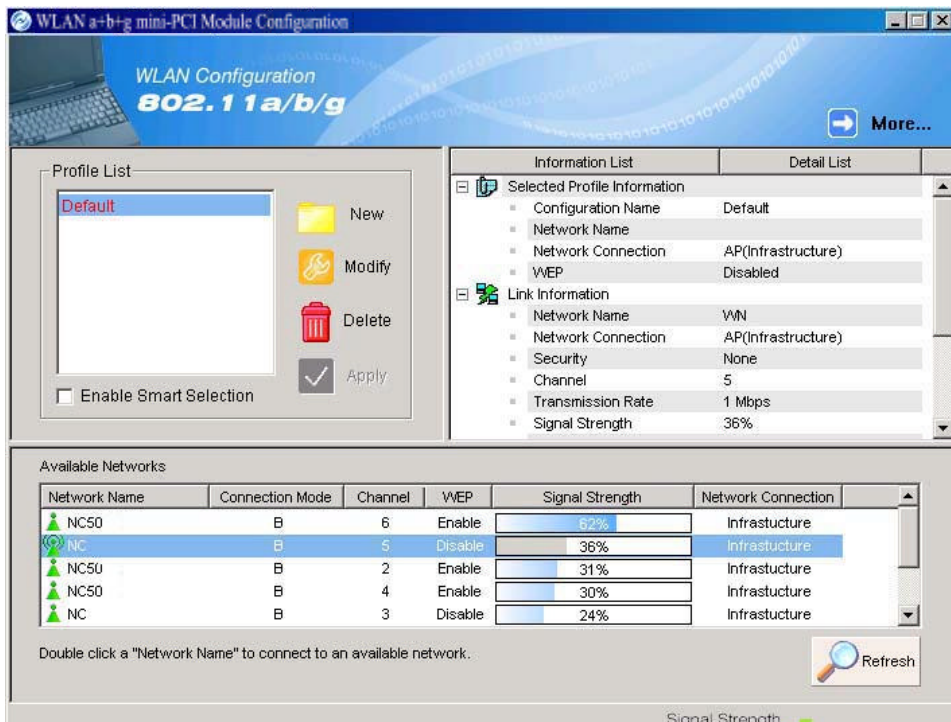 WLAN a+b+g mini-PCI Module Configuration
WLAN Configuration
802.11a/b/g
More...
Profile List
Default
New
Modify
Delete
Apply
Enable Smart Selection
Information List Detail List
Selected Profile Information
Configuration Name Default
Network Name
Network Connection AP(Infrastructure)
WEP Disabled
Link Information
Network Name WN
Network Connection AP(Infrastructure)
Security None
Channel 5
Transmission Rate 1 Mbps
Signal Strength 36%
Available Networks
Network Name Connection Mode Channel WEP Signal Strength Network Connection
NC50 B 6 Enable 62% Infrastucture
NC B 5 Disable 36% Infrastucture
NC50 B 2 Enable 31% Infrastucture
NC50 B 4 Enable 30% Infrastucture
NC B 3 Disable 24% Infrastucture
Double click a "Network Name" to connect to an available network.
Refresh
Signal Strength